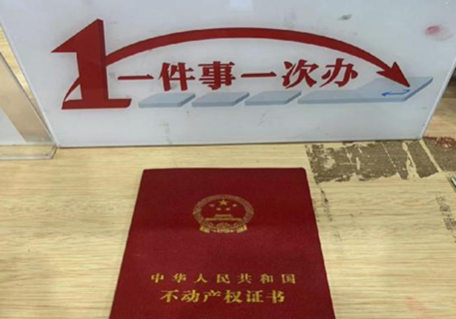 1一件事一次办
中华人民共和国
不动产权证书